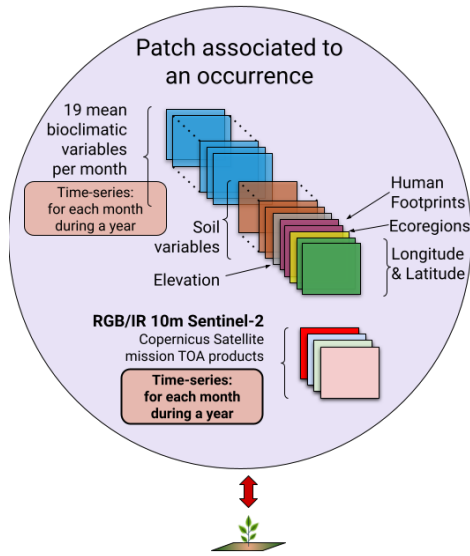 Patch associated to
an occurrence
19 mean
bioclimatic
variables
per month
Time-series:
for each month
during a year
Soil
variables
Elevation
Human
Footprints
Ecoregions
Longitude
& Latitude
RGB/IR 10m Sentinel-2
Copernicus Satellite
mission TOA products
Time-series:
for each month
during a year